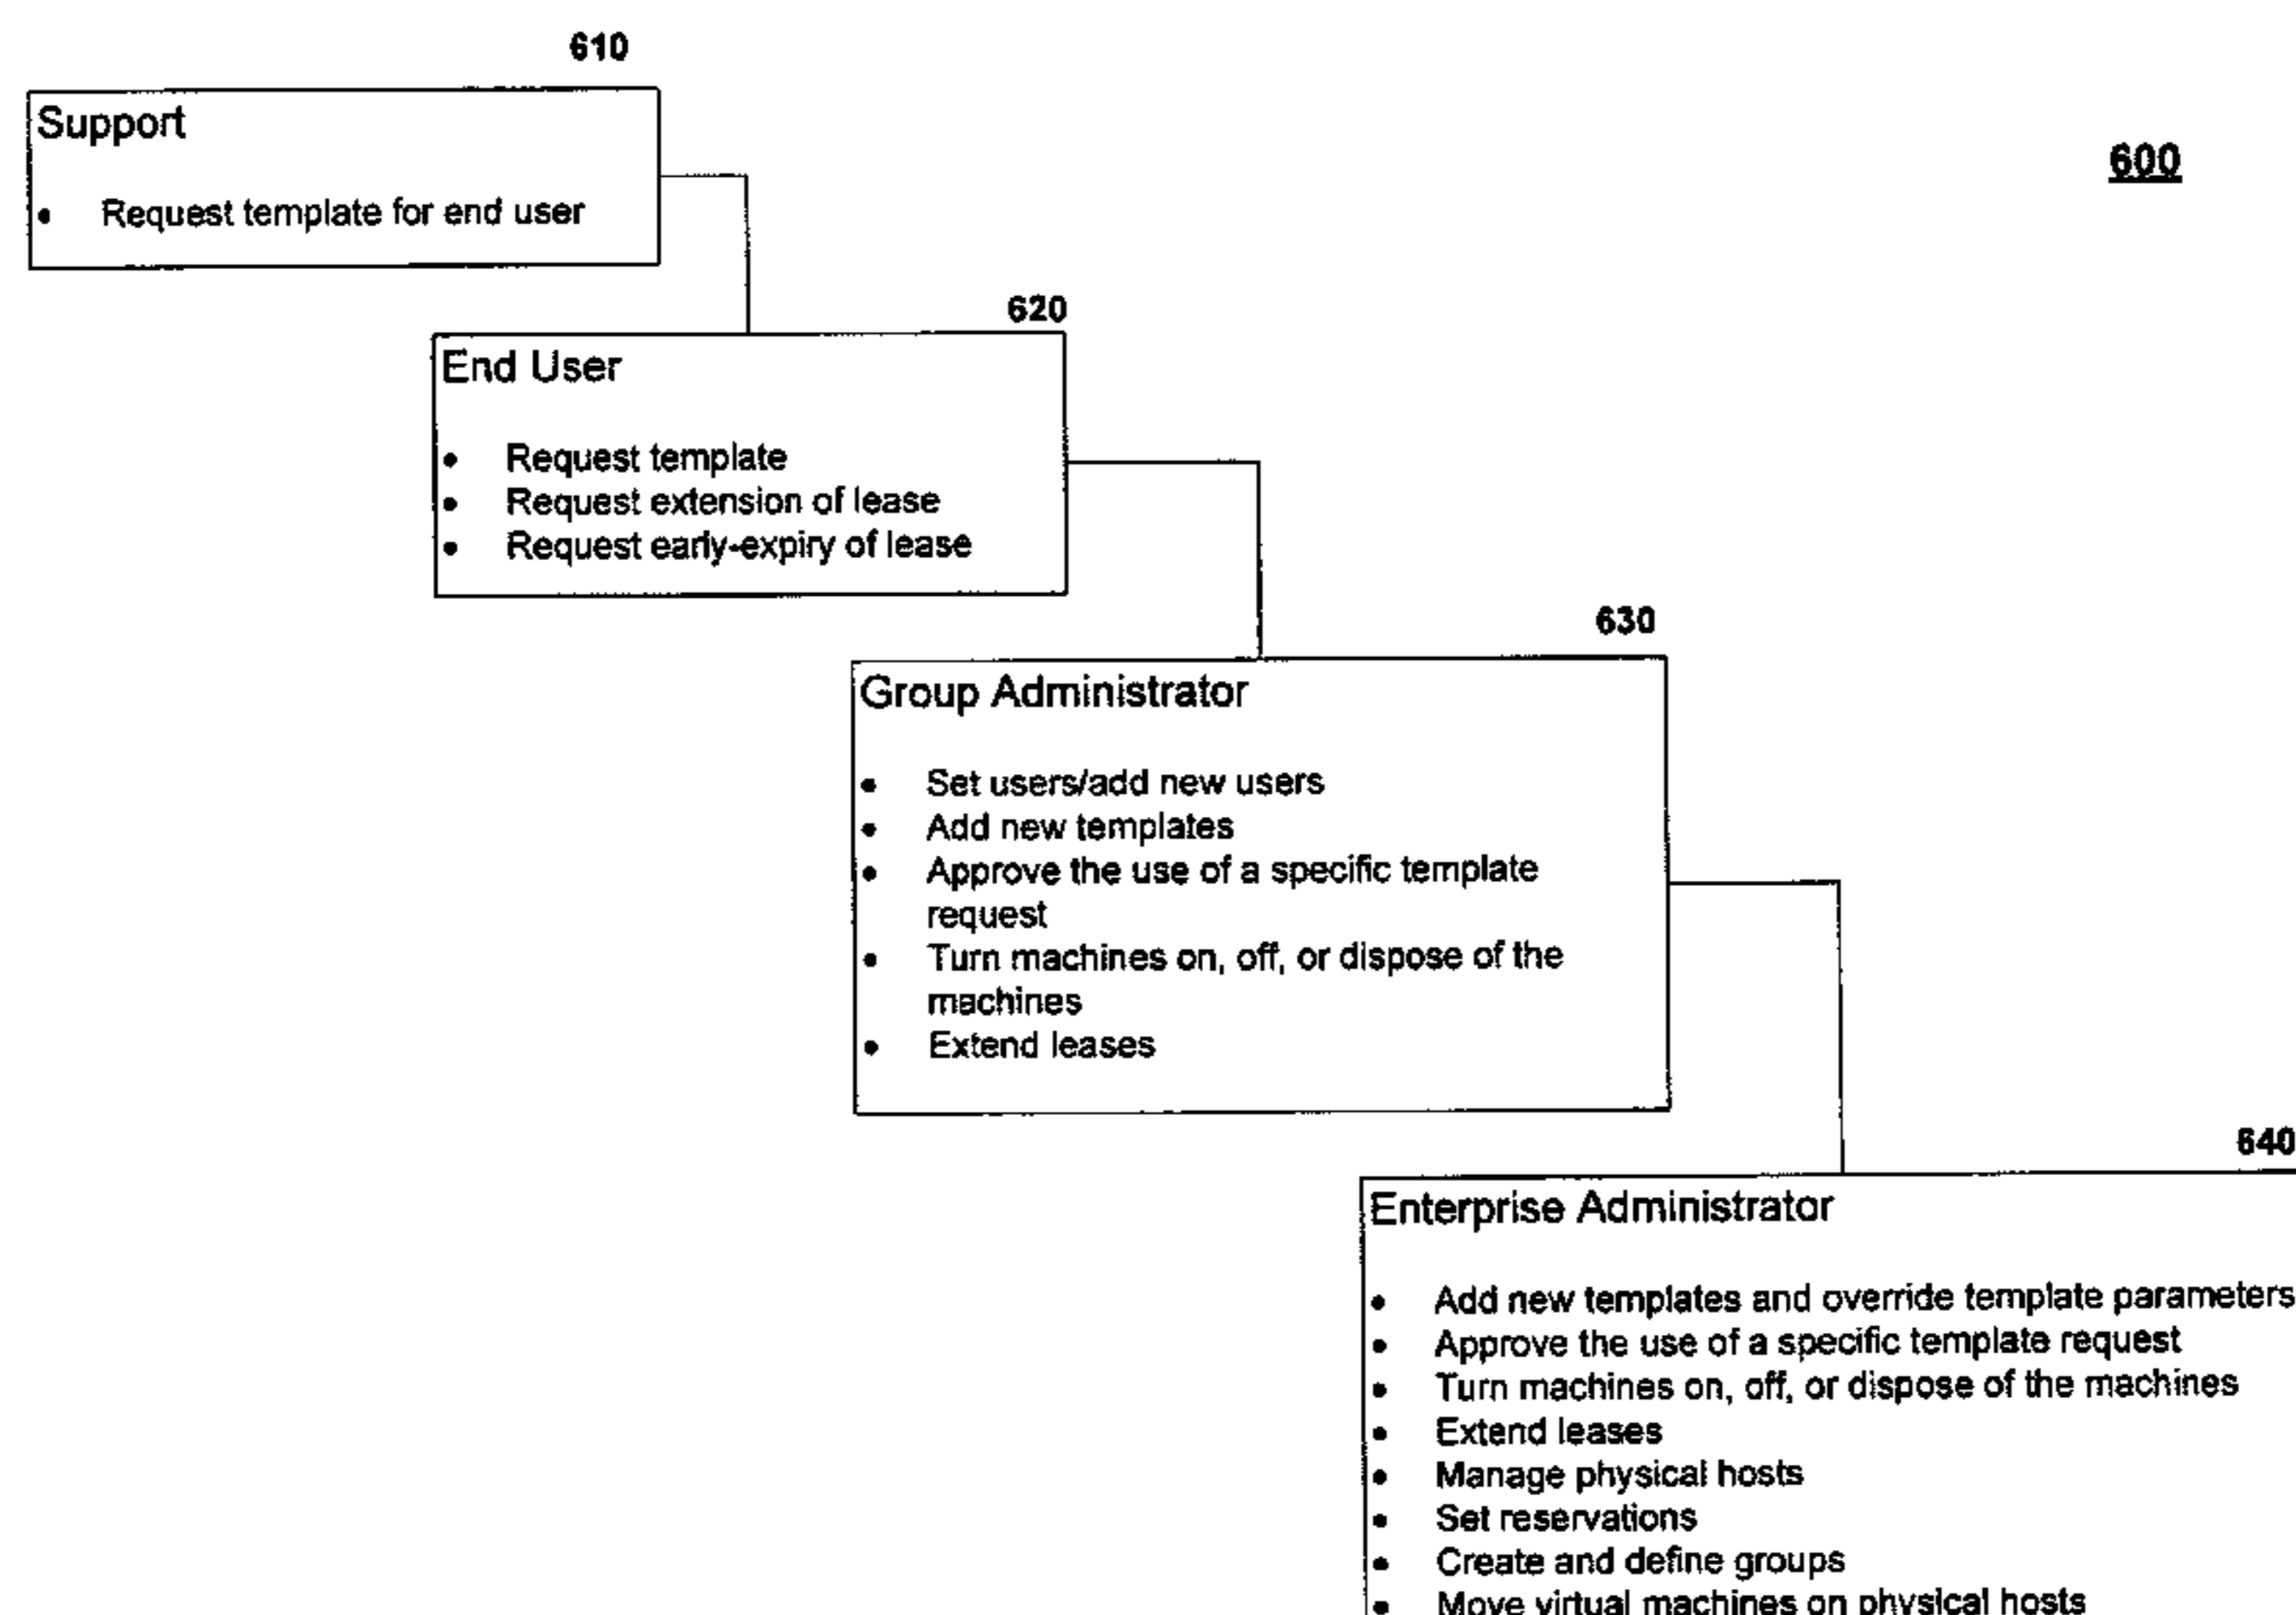 610
Support
• Request template for end user
600
620
End User
• Request template
• Request extension of lease
• Request early-expiry of lease
630
Group Administrator
• Set users/add new users
• Add new templates
• Approve the use of a specific template
request
• Turn machines on, off, or dispose of the
machines
• Extend leases
640
Enterprise Administrator
• Add new templates and override template parameters
• Approve the use of a specific template request
• Turn machines on, off, or dispose of the machines
• Extend leases
• Manage physical hosts
• Set reservations
• Create and define groups
• Move virtual machines on physical hosts